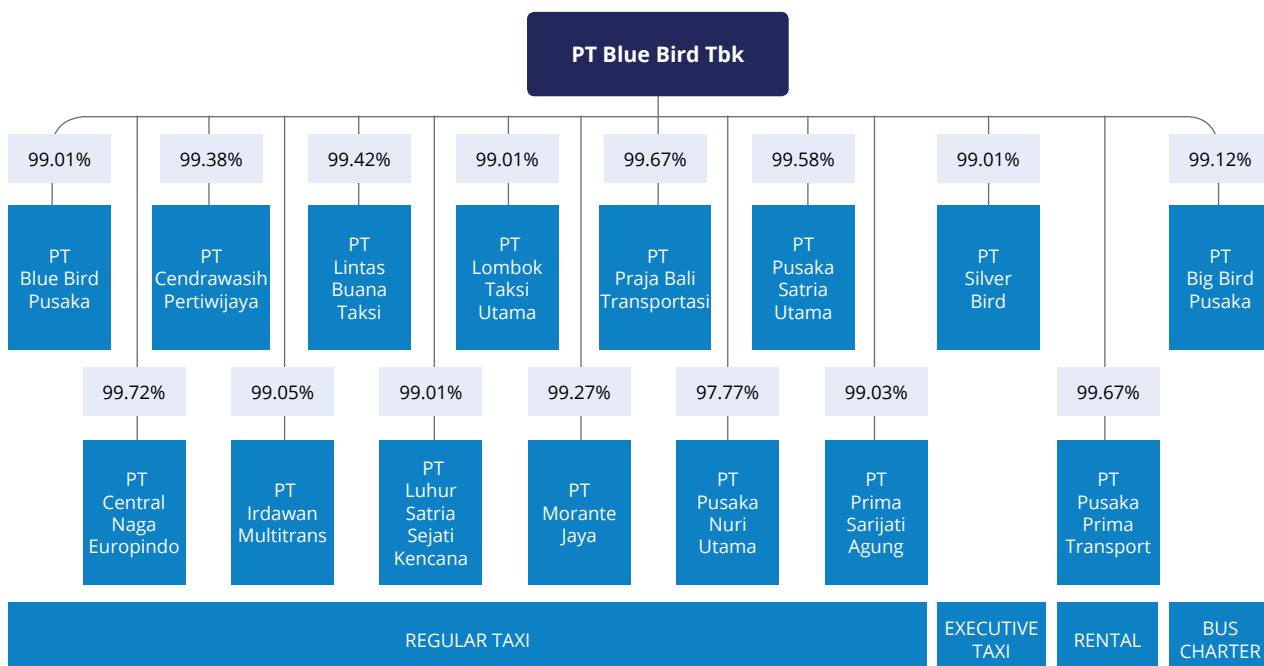 PT Blue Bird Tbk
99.01%
99.38%
99.42%
99.01%
99.67%
99.58%
99.01%
99.12%
PT
Blue Bird
Pusaka
PT
Cendrawasih
Pertiwijaya
PT
Lintas
Buana
Taksi
PT
Lombok
Taksi
Utama
PT
Praja Bali
Transportasi
PT
Pusaka
Satria
Utama
PT
Silver
Bird
PT
Big Bird
Pusaka
99.72%
99.05%
99.01%
99.27%
97.77%
99.03%
99.67%
PT
Central
Naga
Europindo
PT
Irdawan
Multitrans
PT
Luhur
Satria
Sejati
Kencana
PT
Morante
Jaya
PT
Pusaka
Nuri
Utama
PT
Prima
Sarijati
Agung
PT
Pusaka
Prima
Transport
REGULAR TAXI
EXECUTIVE
TAXI
RENTAL
BUS
CHARTER